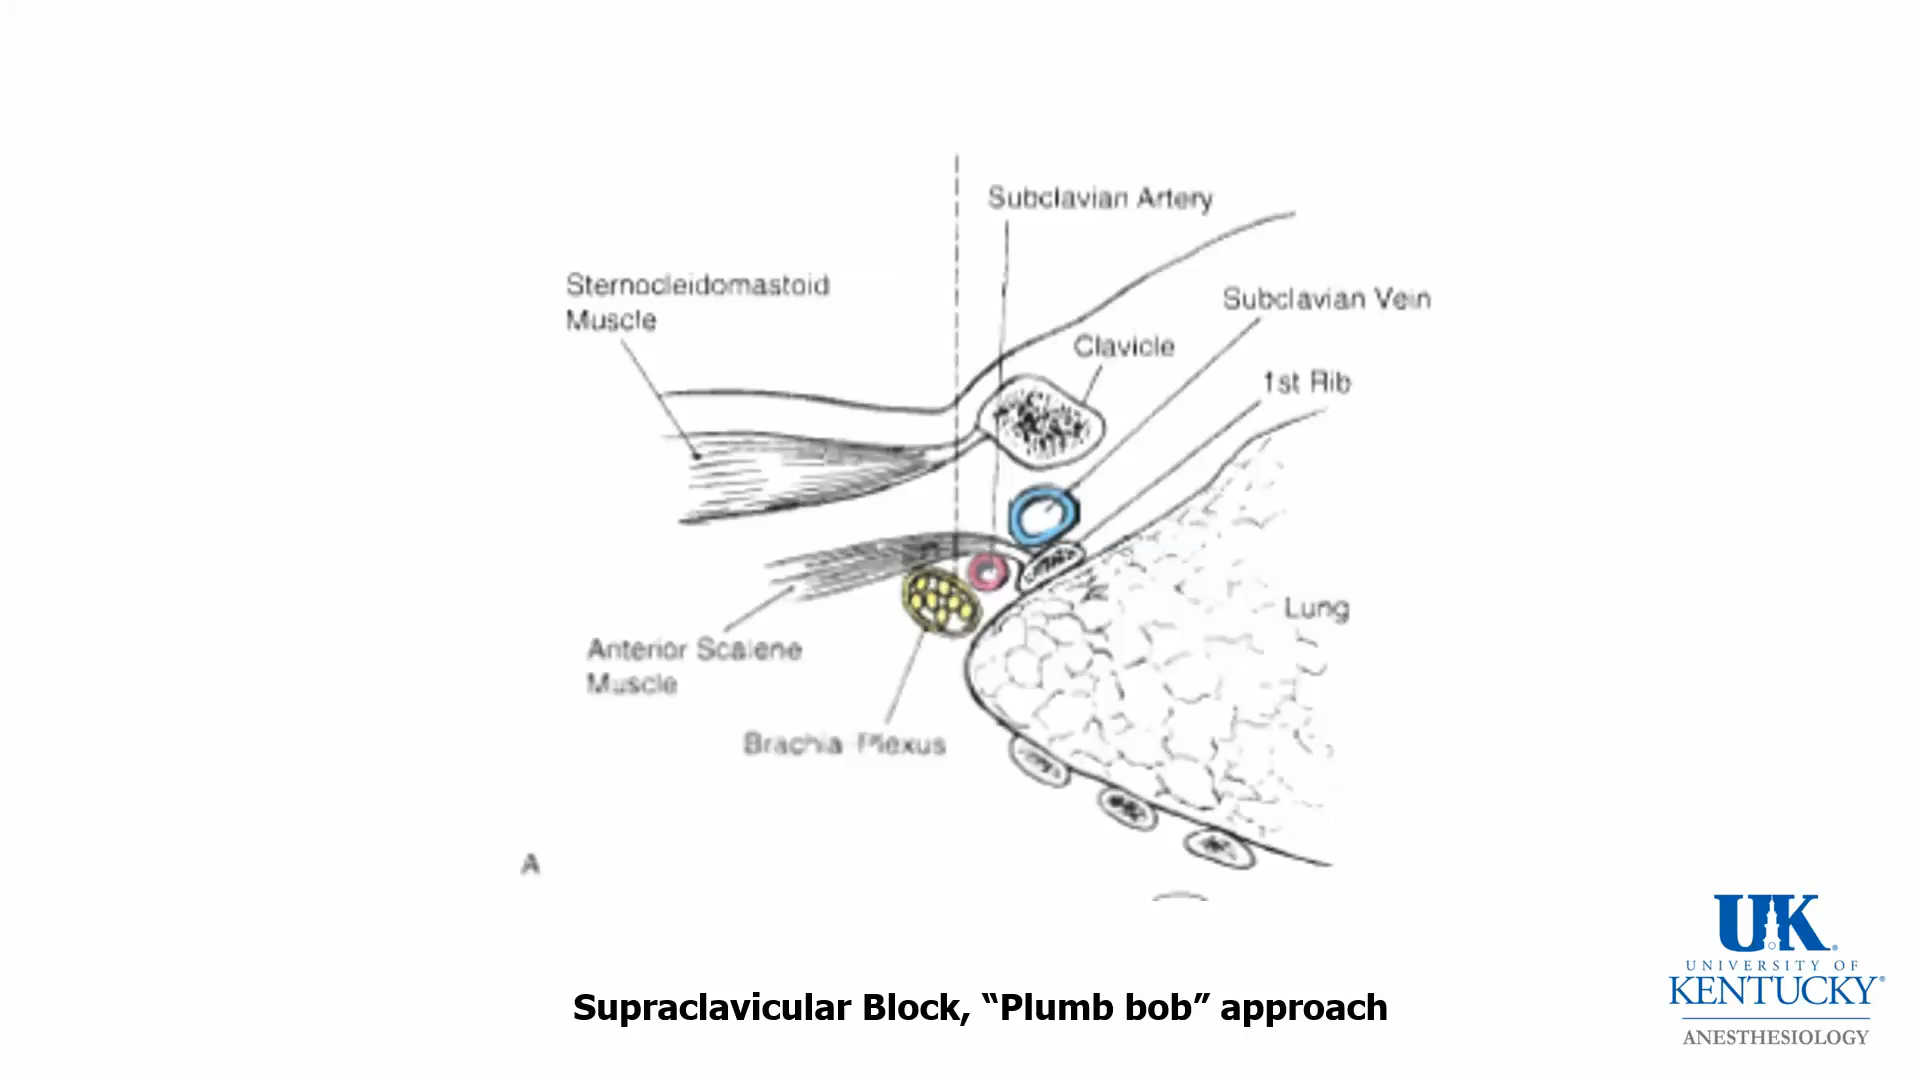 Subclavian Artery
Sternocleidomastoid
Muscle
Subclavian Vein
Clavicle
1st Rib
Lung
Anterior Scalene
Muscle
Brachia Plexus
A
Supraclavicular Block, “Plumb bob” approach
UK®
UNIVERSITY OF
KENTUCKY®
ANESTHESIOLOGY